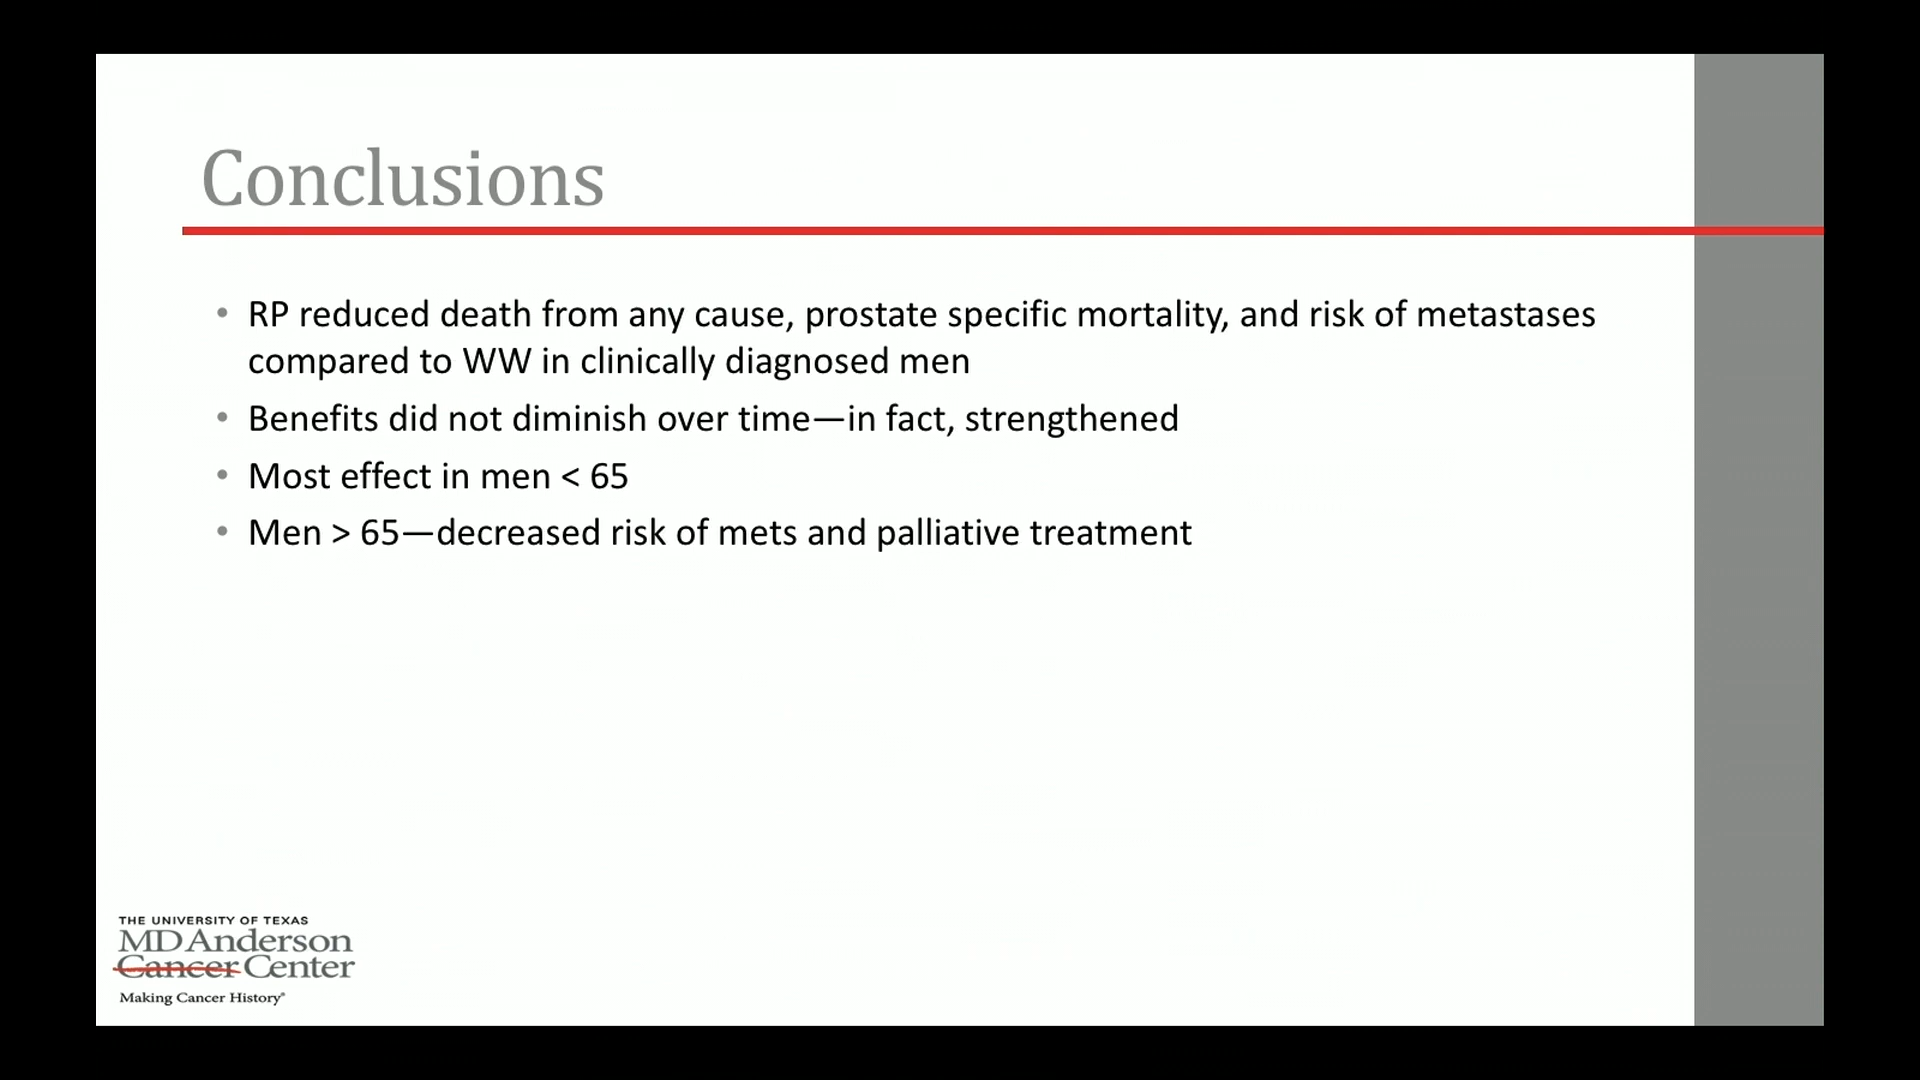 Conclusions
• RP reduced death from any cause, prostate specific mortality, and risk of metastases
compared to WW in clinically diagnosed men
• Benefits did not diminish over time—in fact, strengthened
• Most effect in men < 65
• Men > 65—decreased risk of mets and palliative treatment
THE UNIVERSITY OF TEXAS
MD Anderson
Cancer Center
Making Cancer History®